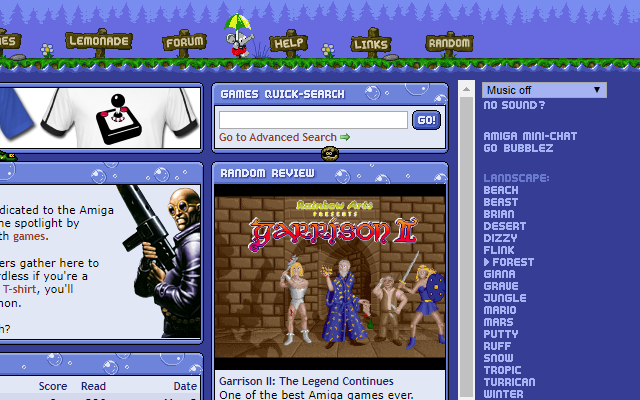 LEMONADE
FORUM
HELP
LINKS
RANDOM
GAMES QUICK-SEARCH
GO!
Go to Advanced Search
Music off
NO SOUND?
AMIGA MINI-CHAT
GO BUBBLEZ
LANDSCAPE:
BEACH
BEAST
BRIAN
DESERT
DIZZY
FLINK
FOREST
GIANA
GRAVE
JUNGLE
MARIO
MARS
PUTTY
RUFF
SNOW
TROPIC
TURRICAN
WINTER
dicated to the Amiga
he spotlight by
th games.
ers gather here to
rdless if you're a
T-shirt, you'll
mon.
h?
Score Read Date
RANDOM REVIEW
Rainbow Arts
PRESENTS
GARRISON II
Garrison II: The Legend Continues
One of the best Amiga games ever.